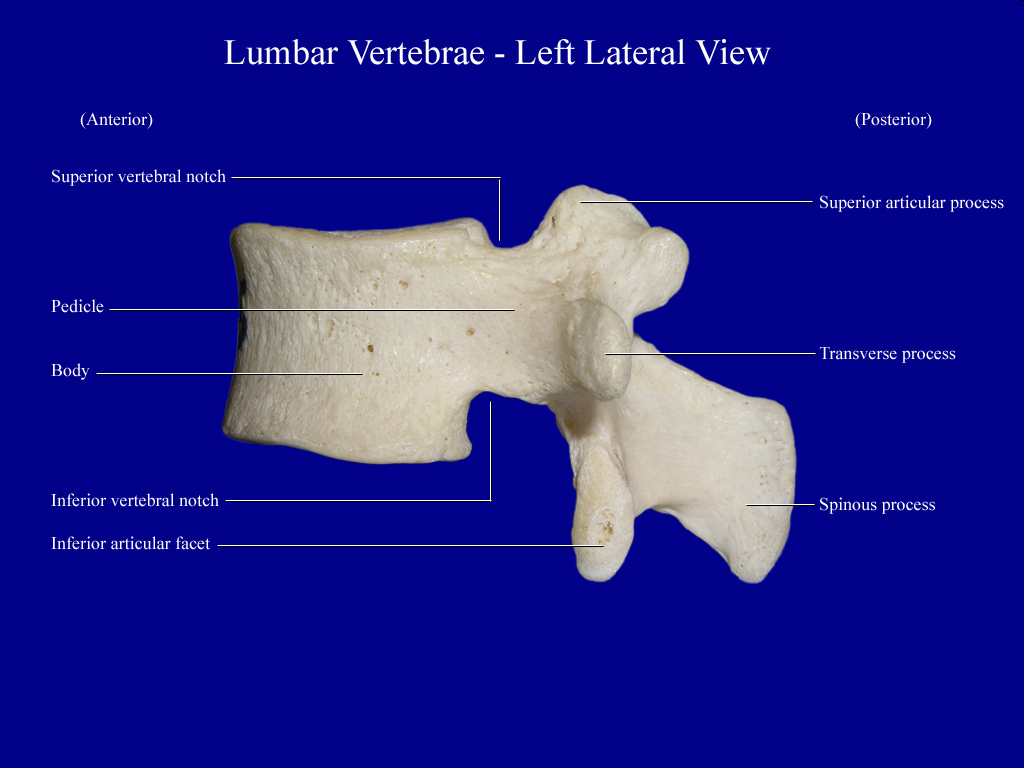 Lumbar Vertebrae - Left Lateral View
(Anterior)
(Posterior)
Superior vertebral notch
Superior articular process
Pedicle
Transverse process
Body
Inferior vertebral notch
Spinous process
Inferior articular facet